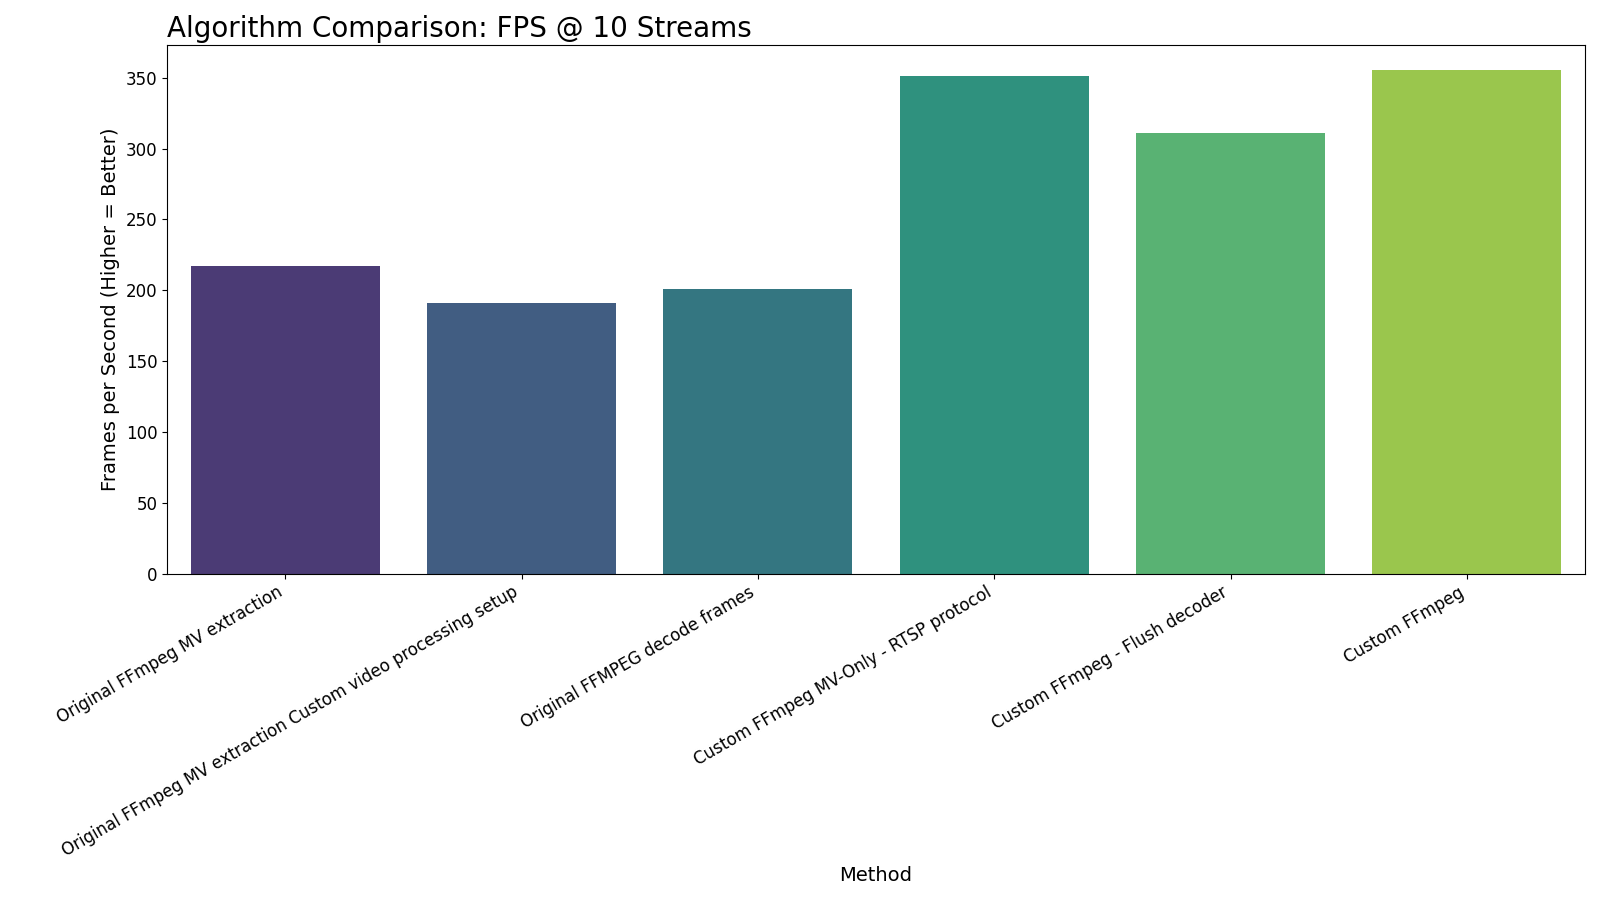 Algorithm Comparison: FPS @ 10 Streams
Frames per Second (Higher = Better)
350
300
250
200
150
100
50
0
Original FFmpeg MV extraction
Original FFmpeg MV extraction Custom video processing setup
Original FFMPEG decode frames
Custom FFmpeg MV-Only - RTSP protocol
Custom FFmpeg - Flush decoder
Custom FFmpeg
Method